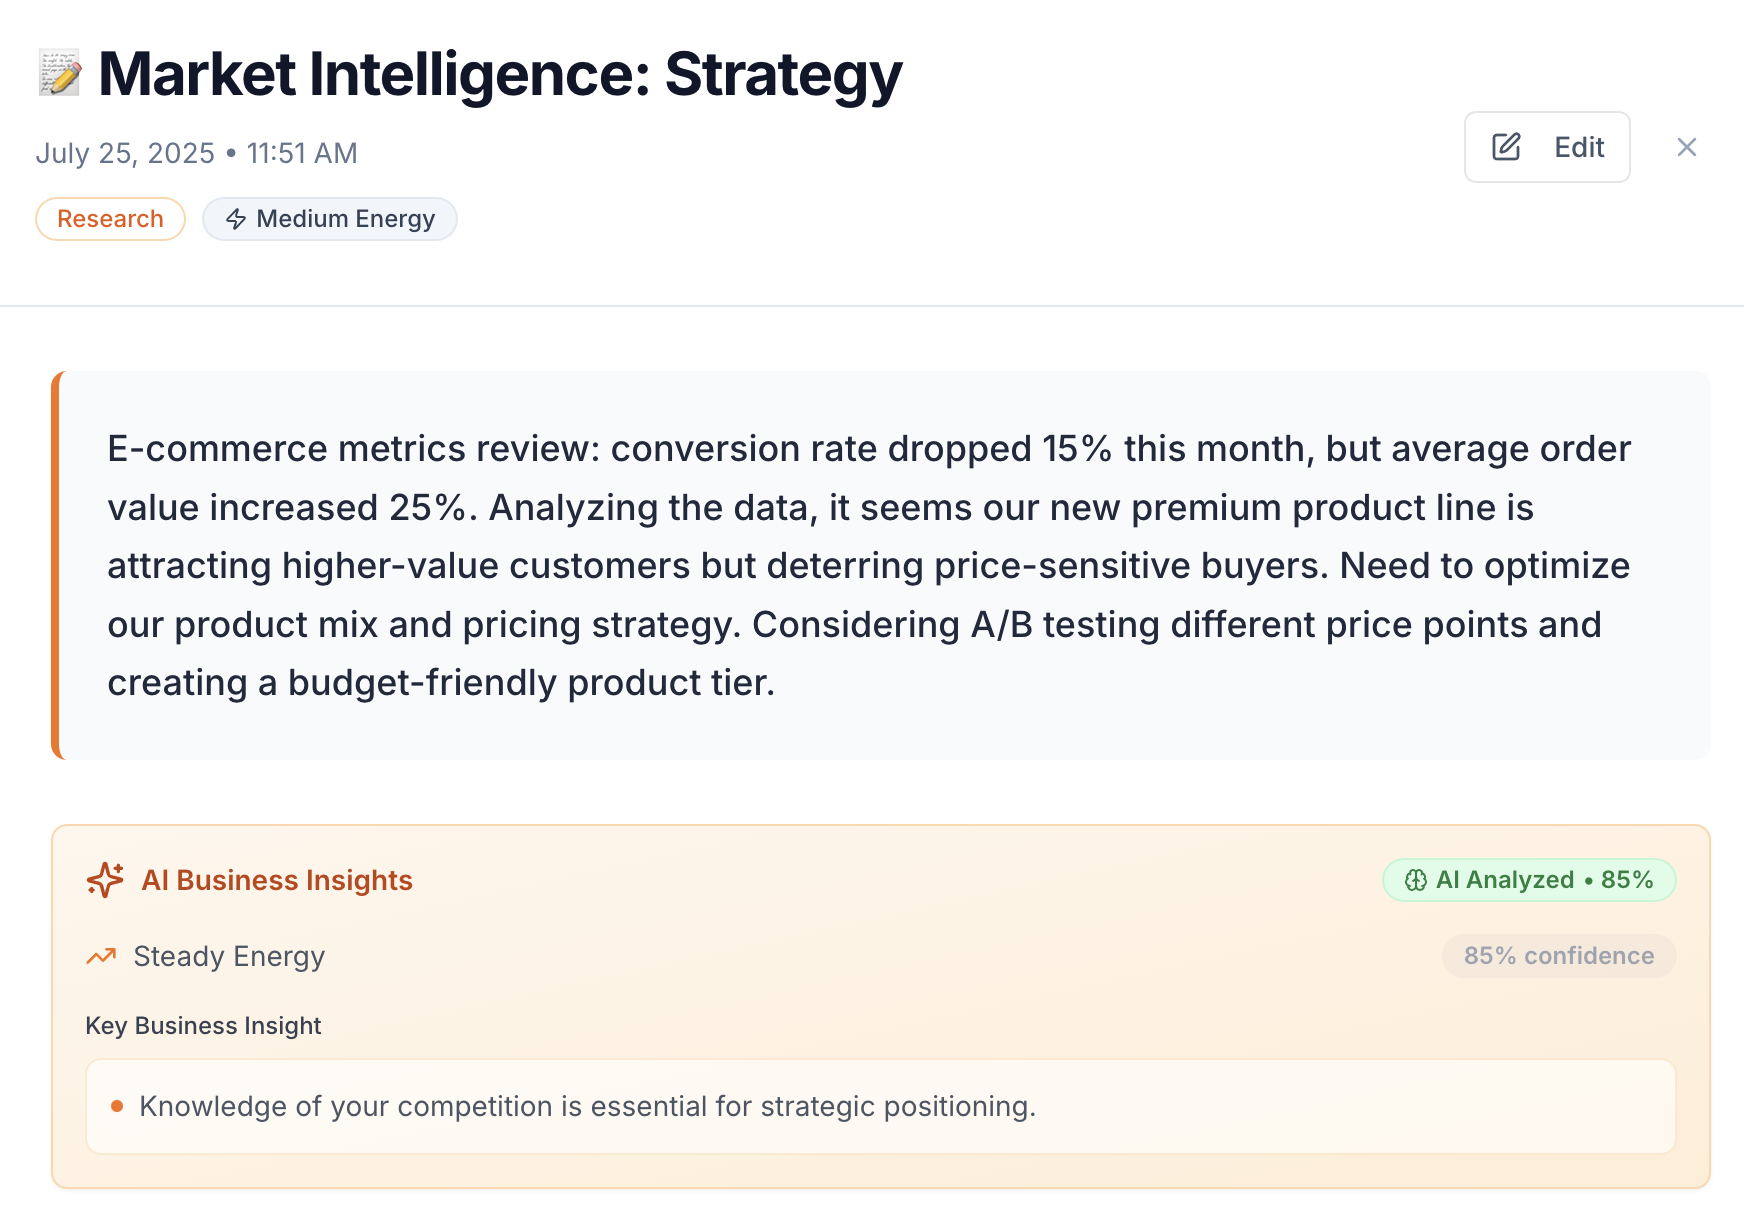 Market Intelligence: Strategy
July 25, 2025 • 11:51 AM
Edit
Research
Medium Energy
E-commerce metrics review: conversion rate dropped 15% this month, but average order
value increased 25%. Analyzing the data, it seems our new premium product line is
attracting higher-value customers but deterring price-sensitive buyers. Need to optimize
our product mix and pricing strategy. Considering A/B testing different price points and
creating a budget-friendly product tier.
AI Business Insights
AI Analyzed • 85%
Steady Energy
85% confidence
Key Business Insight
• Knowledge of your competition is essential for strategic positioning.